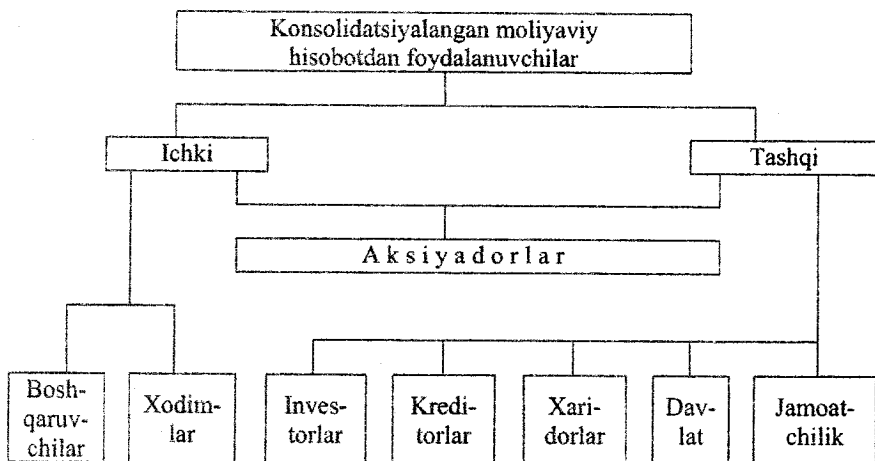 Konsolidatsiyalangan moliyaviy
hisobotdan foydalanuvchilar
Ichki
Tashqi
Aksiyadorlar
Bosh-
qaruv-
chilar
Xodim-
lar
Inves-
torlar
Kredi-
torlar
Xari-
dorlar
Dav-
lat
Jamoat-
chilik